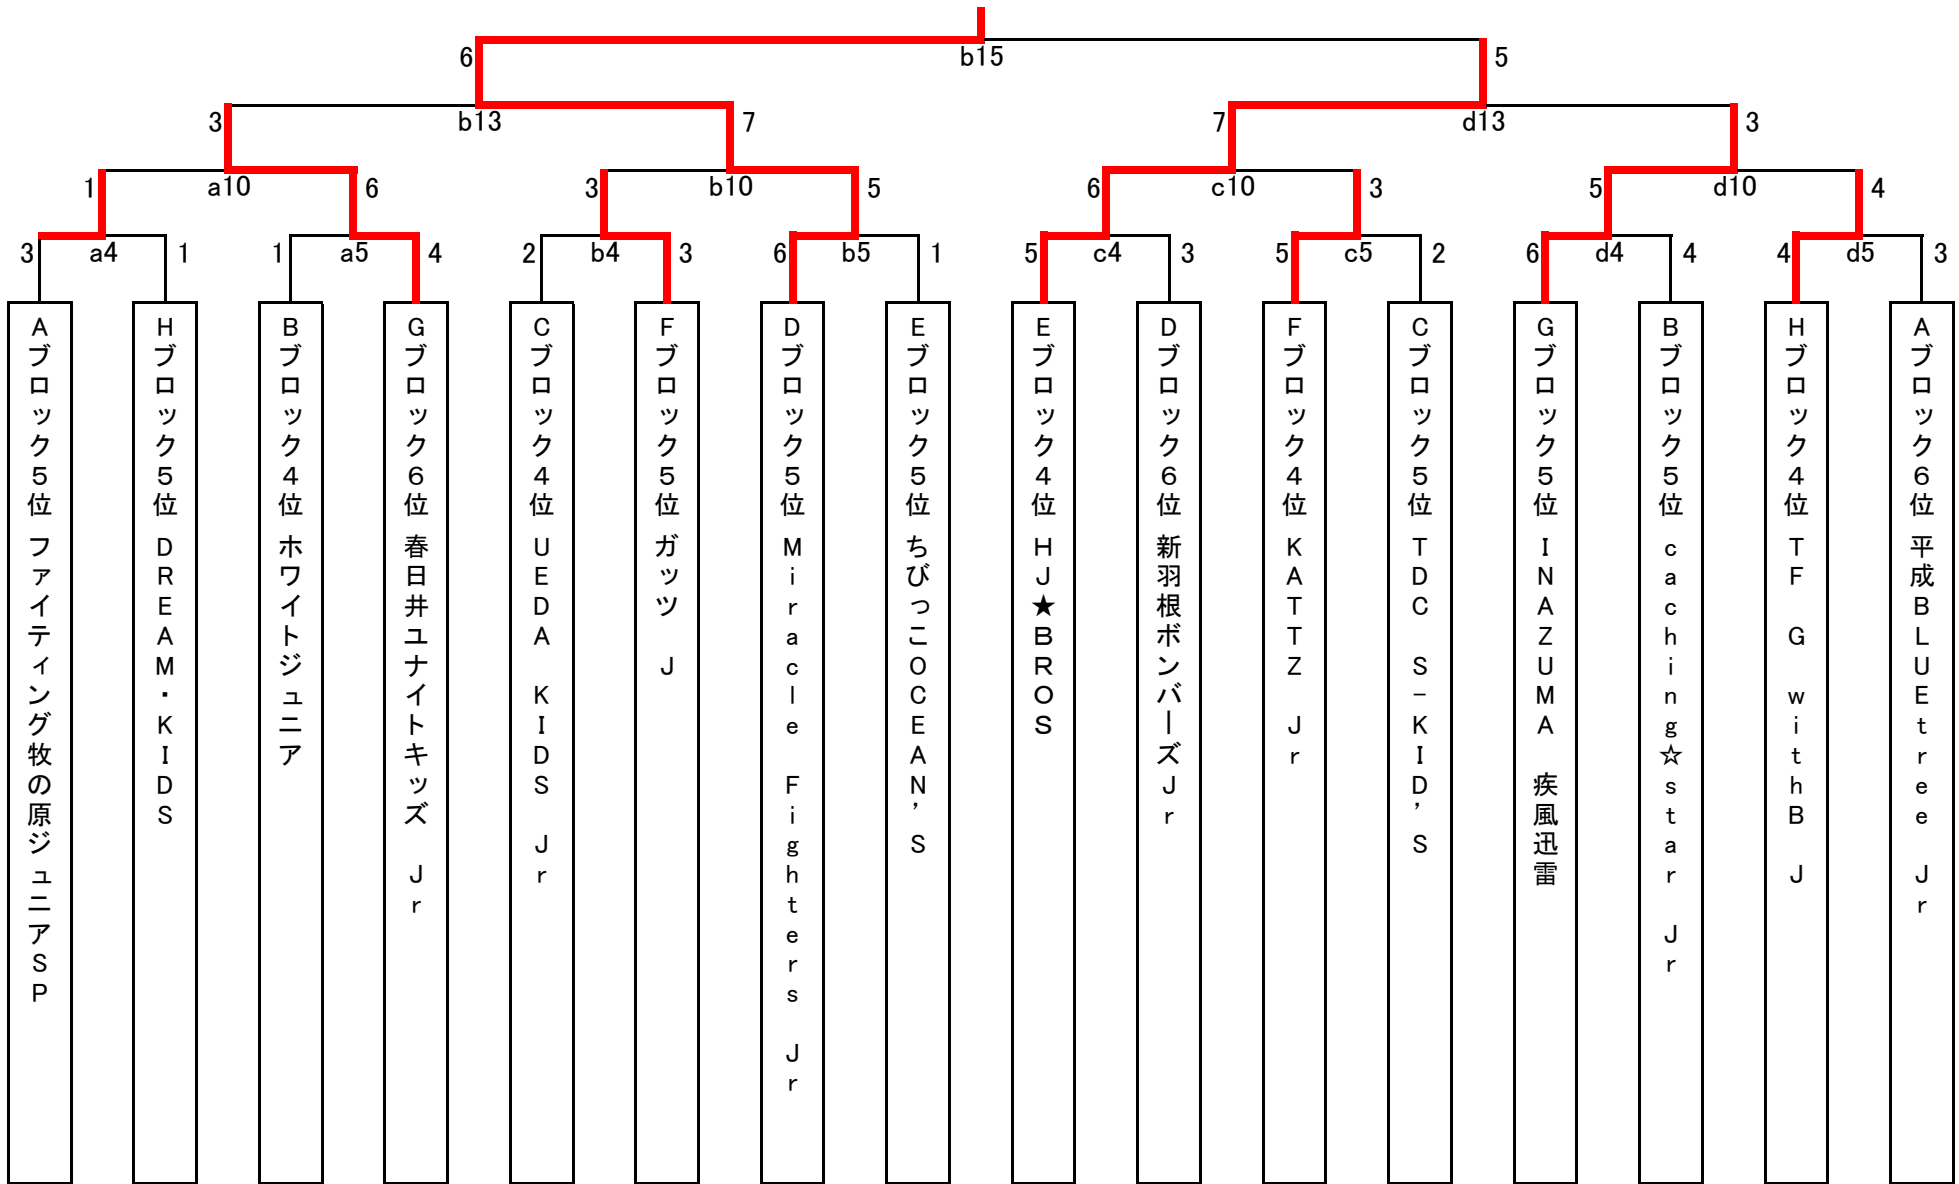 b15
6
5
b13
d13
3
7
7
3
a10
b10
c10
d10
1
6
3
5
6
3
5
4
a4
a5
b4
b5
c4
c5
d4
d5
3
1
1
4
2
3
6
1
5
3
5
2
6
4
4
3
Aブロック5位 ファイティング牧の原ジュニアSP
Hブロック5位 DREAM・KIDS
Bブロック4位 ホワイトジュニア
Gブロック6位 春日井ユナイトキッズ Jr
Cブロック4位 UEDA KIDS Jr
Fブロック5位 ガッツ J
Dブロック5位 Miracle Fighters Jr
Eブロック5位 ちびっこOCEAN’S
Eブロック4位 HJ★BROS
Dブロック6位 新羽根ボンバーズJr
Fブロック4位 KATZ Jr
Cブロック5位 TDC S-KID’S
Gブロック5位 INAZUMA 疾風迅雷
Bブロック5位 caching☆star Jr
Hブロック4位 TF G withB J
Aブロック6位 平成BLUEtree Jr